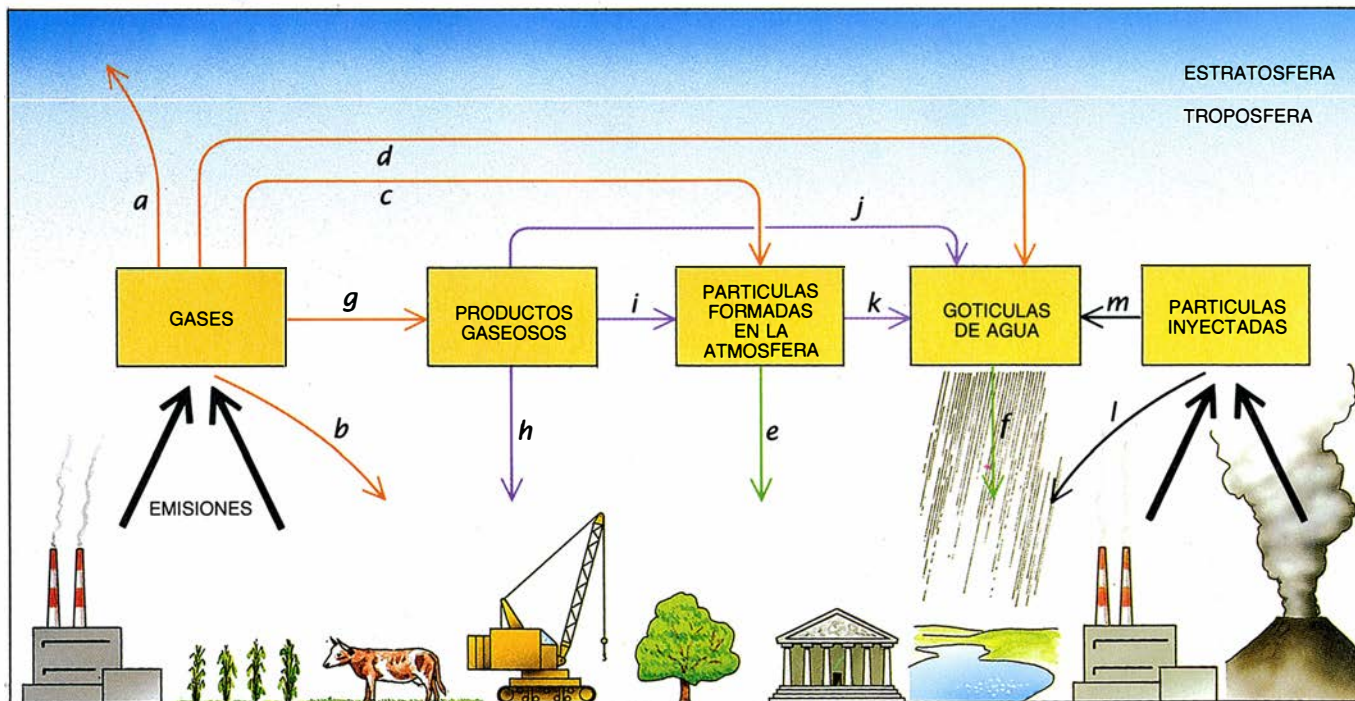 ESTRATOSFERA
TROPOSFERA
d
a
c
j
GASES
g
PRODUCTOS
GASEOSOS
i
PARTICULAS
FORMADAS
EN LA
ATMOSFERA
k
GOTICULAS
DE AGUA
m
PARTICULAS
INYECTADAS
b
h
e
f
l
EMISIONES